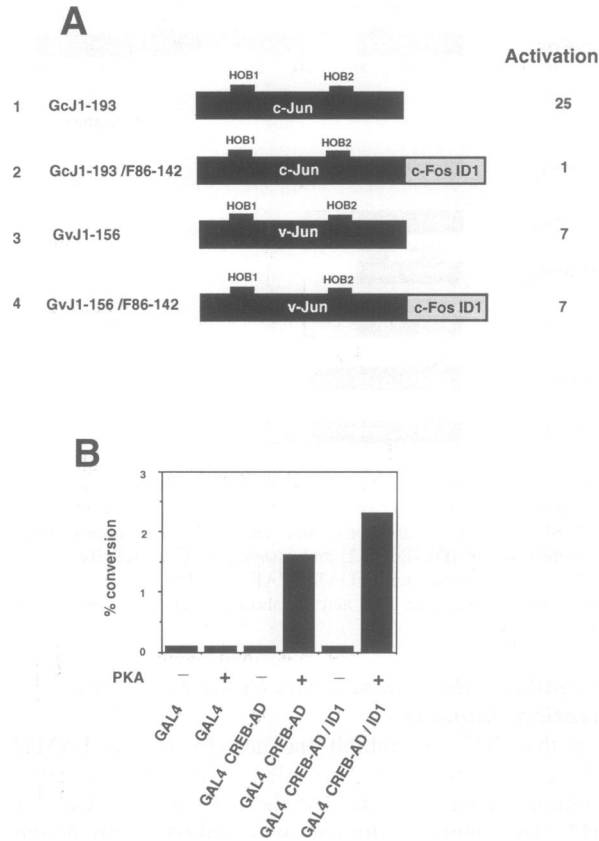 A
Activation
HOB1 HOB2
1 GcJ1-193 c-Jun 25
HOB1 HOB2
2 GcJ1-193 /F86-142 c-Jun c-Fos ID1 1
HOB1 HOB2
3 GvJ1-156 v-Jun 7
HOB1 HOB2
4 GvJ1-156 /F86-142 v-Jun c-Fos ID1 7
B
3
2
1
0
% conversion
PKA − + − + − +
GAL4
GAL4
GAL4 CREB-AD
GAL4 CREB-AD
GAL4 CREB-AD / ID1
GAL4 CREB-AD / ID1